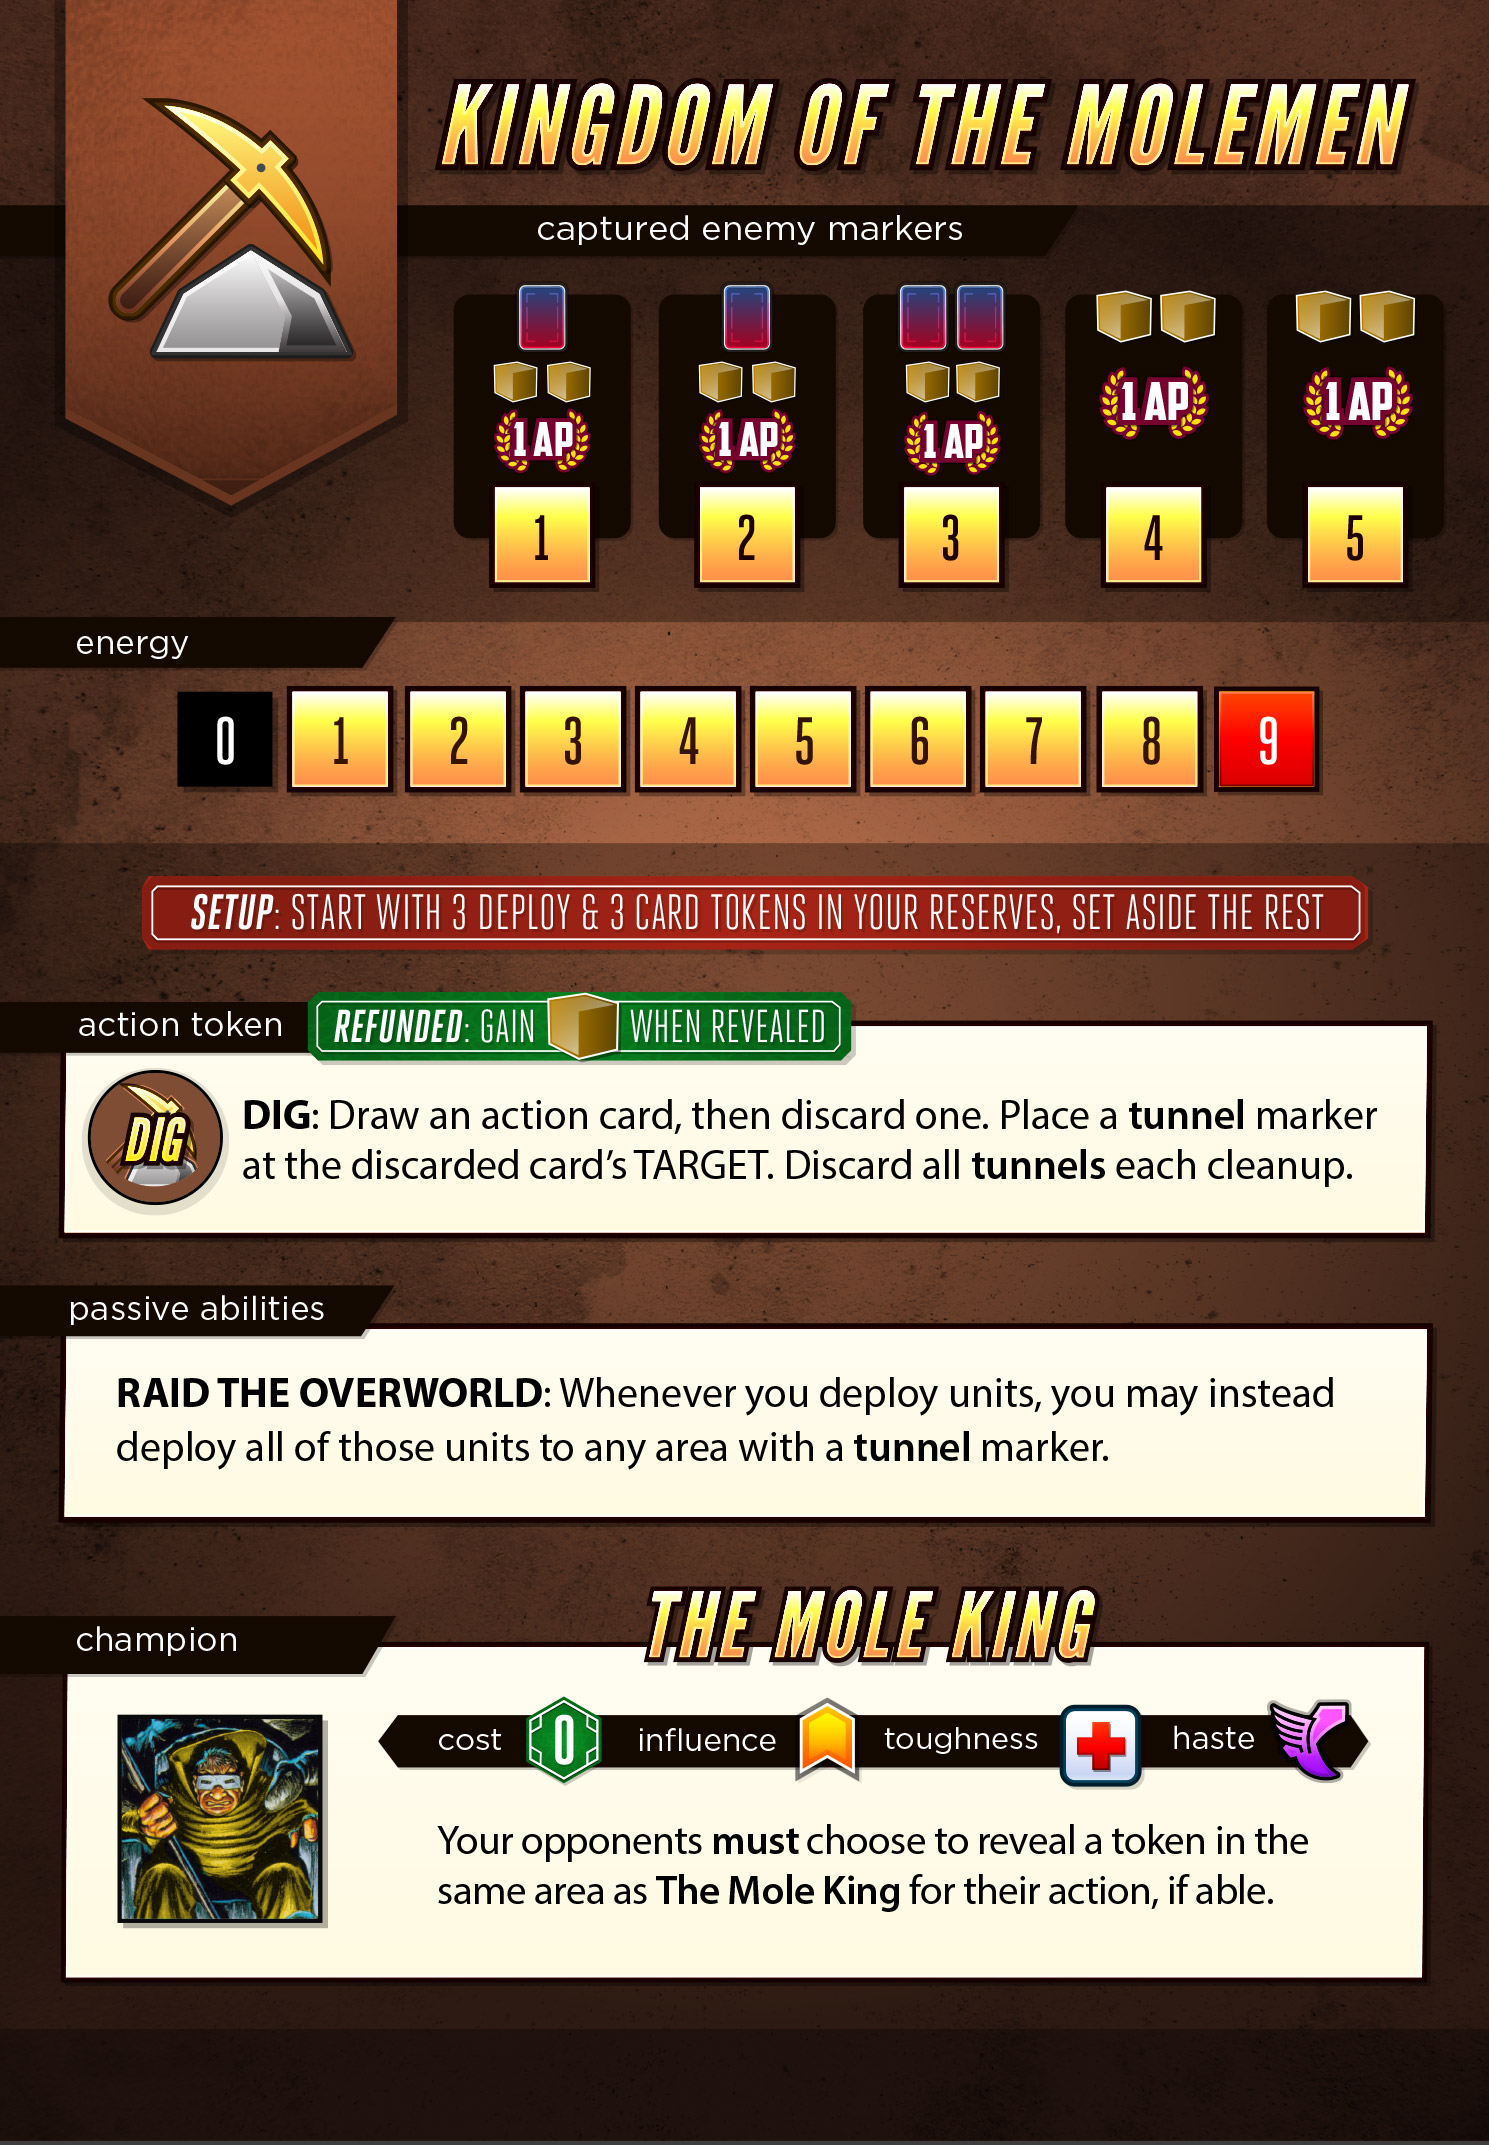 KINGDOM OF THE MOLEMEN
captured enemy markers
1 AP 1 AP 1 AP 1 AP 1 AP
1 2 3 4 5
energy
0 1 2 3 4 5 6 7 8 9
SETUP: START WITH 3 DEPLOY & 3 CARD TOKENS IN YOUR RESERVES, SET ASIDE THE REST
action token REFUNDED: GAIN WHEN REVEALED
DIG
DIG: Draw an action card, then discard one. Place a tunnel marker
at the discarded card's TARGET. Discard all tunnels each cleanup.
passive abilities
RAID THE OVERWORLD: Whenever you deploy units, you may instead
deploy all of those units to any area with a tunnel marker.
THE MOLE KING
champion
cost 0 influence toughness haste
Your opponents must choose to reveal a token in the
same area as The Mole King for their action, if able.